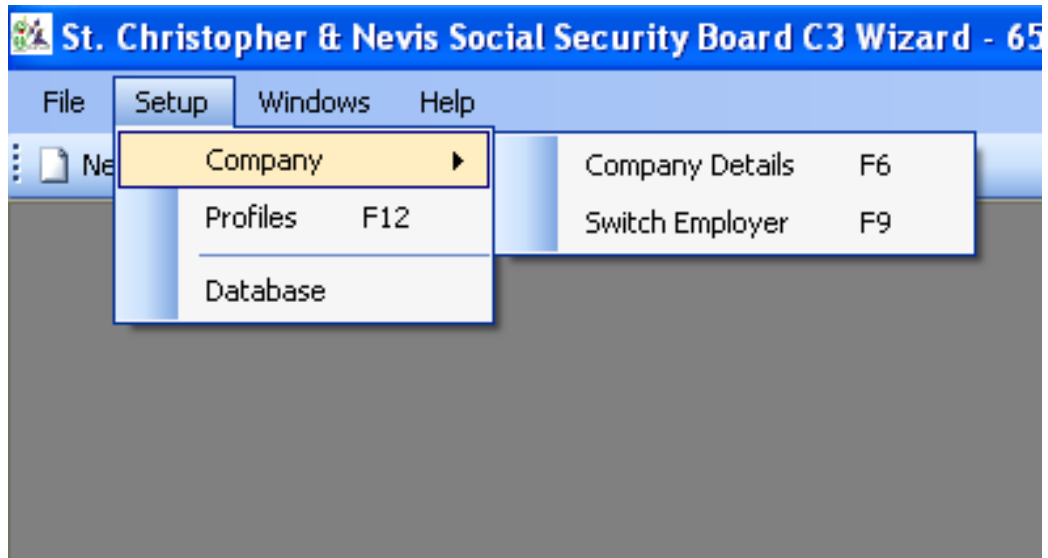 St. Christopher & Nevis Social Security Board C3 Wizard - 65
File Setup Windows Help
Ne
Company
Profiles F12
Database
Company Details F6
Switch Employer F9